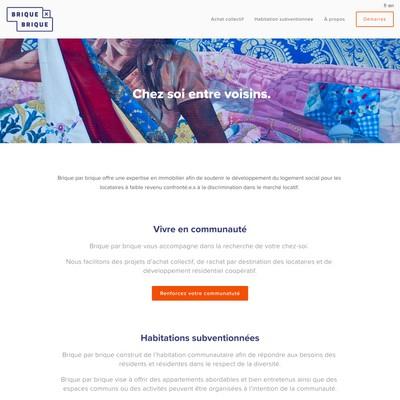 BRIQUE ×
BRIQUE
fr en
Achat collectif
Habitation subventionnée
À propos
Démarrez
Chez soi entre voisins.
Brique par brique offre une expertise en immobilier afin de soutenir le développement du logement social pour les
locataires à faible revenu confronté.e.s à la discrimination dans le marché locatif.
Vivre en communauté
Brique par brique vous accompagne dans la recherche de votre chez-soi.
Nous facilitons des projets d'achat collectif, de rachat par destination des locataires et de
développement résidentiel coopératif.
Renforcez votre communauté
Habitations subventionnées
Brique par brique construit de l'habitation communautaire afin de répondre aux besoins des
résidents et résidentes dans le respect de la diversité.
Brique par brique vise à offrir des appartements abordables et bien entretenus ainsi que des
espaces communs ou des activités peuvent être organisées à l'intention de la communauté.